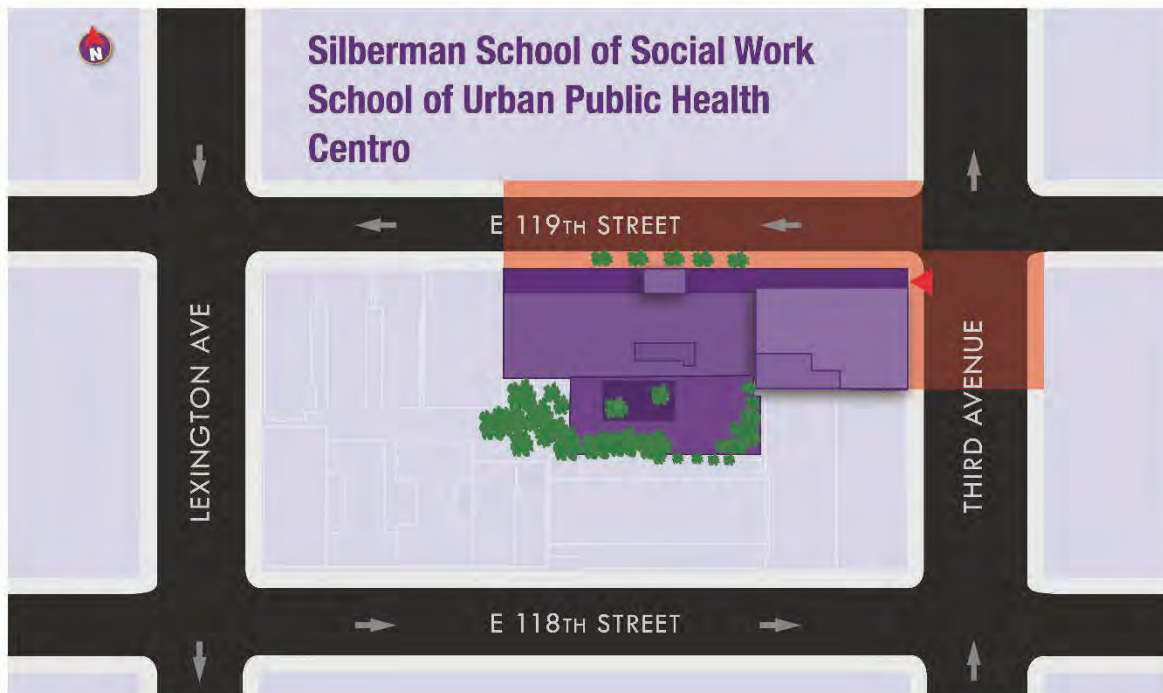 N
Silberman School of Social Work
School of Urban Public Health
Centro
E 119TH STREET
LEXINGTON AVE
THIRD AVENUE
E 118TH STREET